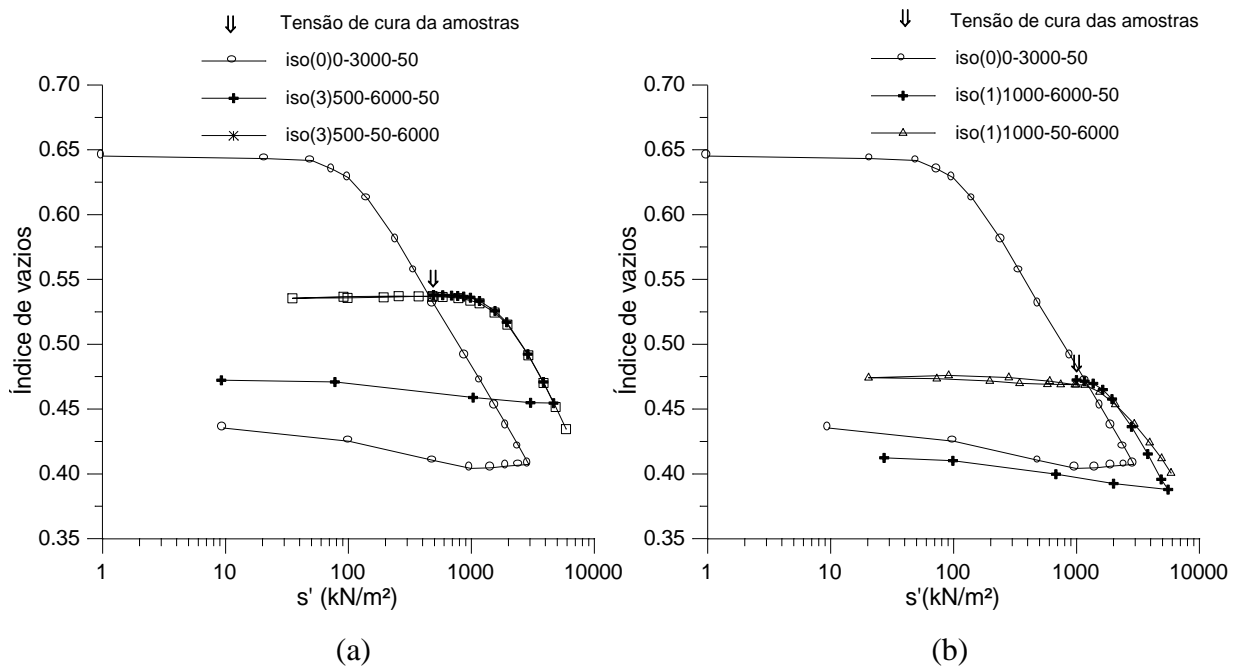 Tensão de cura da amostras
iso(0)0-3000-50
iso(3)500-6000-50
iso(3)500-50-6000
0.70
0.65
0.60
0.55
0.50
0.45
0.40
0.35
Índice de vazios
1
10
100
1000
10000
s' (kN/m²)
(a)
Tensão de cura das amostras
iso(0)0-3000-50
iso(1)1000-6000-50
iso(1)1000-50-6000
0.70
0.65
0.60
0.55
0.50
0.45
0.40
0.35
Índice de vazios
1
10
100
1000
10000
s'(kN/m²)
(b)